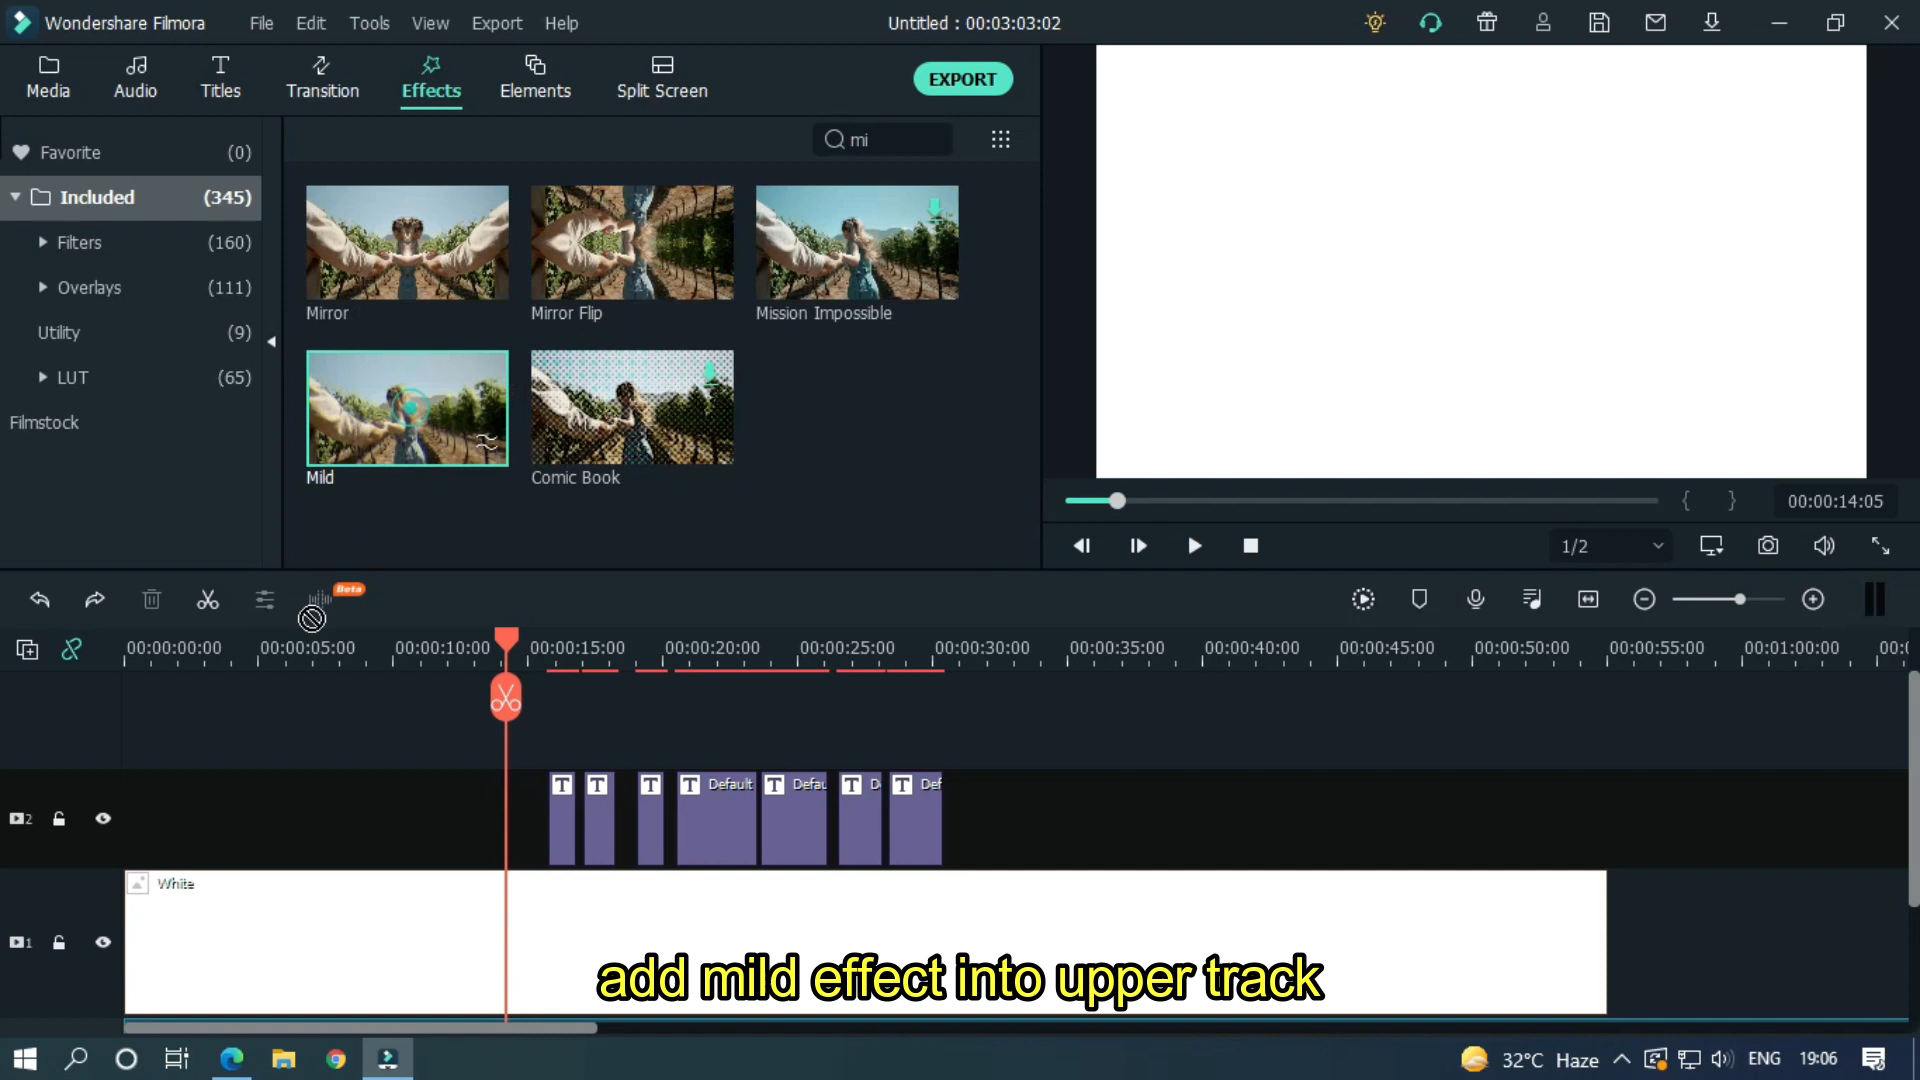 Wondershare Filmora File Edit Tools View Export Help Untitled : 00:03:03:02
Media Audio Titles Transition Effects Elements Split Screen EXPORT
Favorite (0)
mi
Included (345)
Filters (160)
Overlays (111)
Utility (9)
LUT (65)
Filmstock
Mirror Mirror Flip Mission Impossible
Mild Comic Book
00:00:14:05
1/2
Beta
00:00:00:00 00:00:05:00 00:00:10:00 00:00:15:00 00:00:20:00 00:00:25:00 00:00:30:00 00:00:35:00 00:00:40:00 00:00:45:00 00:00:50:00 00:00:55:00 00:01:00:00 00:0
T T T T Default T Defau T D T Def
2
White
1
add mild effect into upper track
32°C Haze ENG 19:06